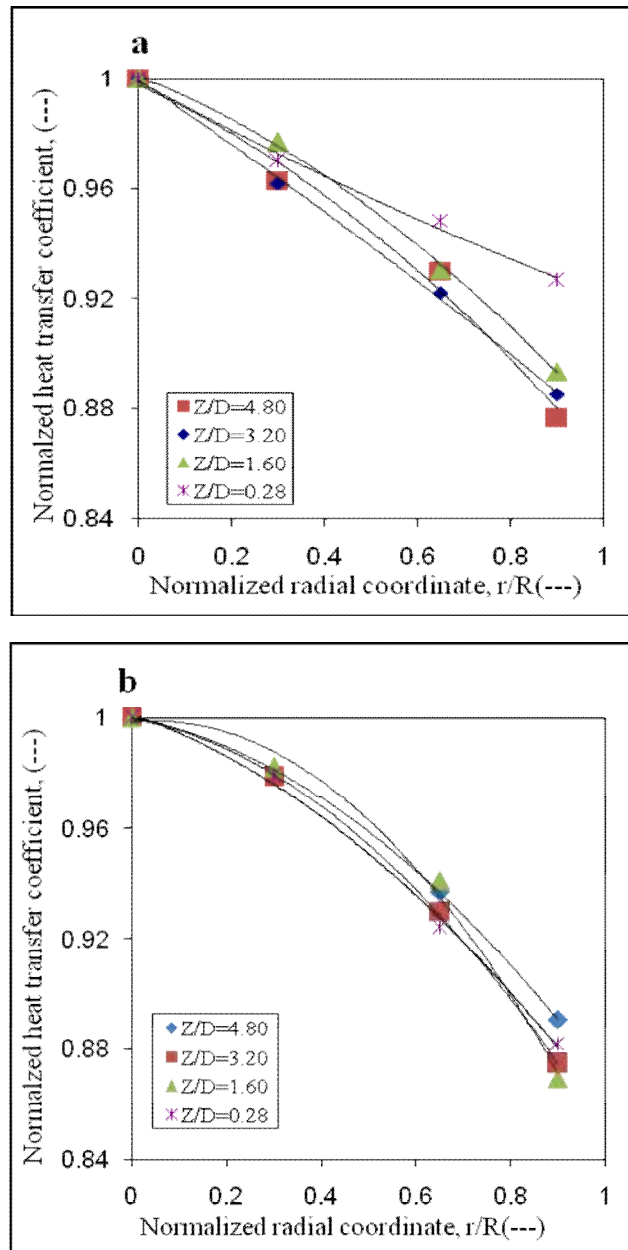 a
Normalzed heat transfer coefficient, (---)
1
0.96
0.92
0.88
0.84
Z/D=4.80
Z/D=3.20
Z/D=1.60
Z/D=0.28
0 0.2 0.4 0.6 0.8 1
Normalized radial coordinate, r/R(---)
b
Normalzed heat transfer coefficient, (---)
1
0.96
0.92
0.88
0.84
Z/D=4.80
Z/D=3.20
Z/D=1.60
Z/D=0.28
0 0.2 0.4 0.6 0.8 1
Normalized radial coordinate, r/R(---)